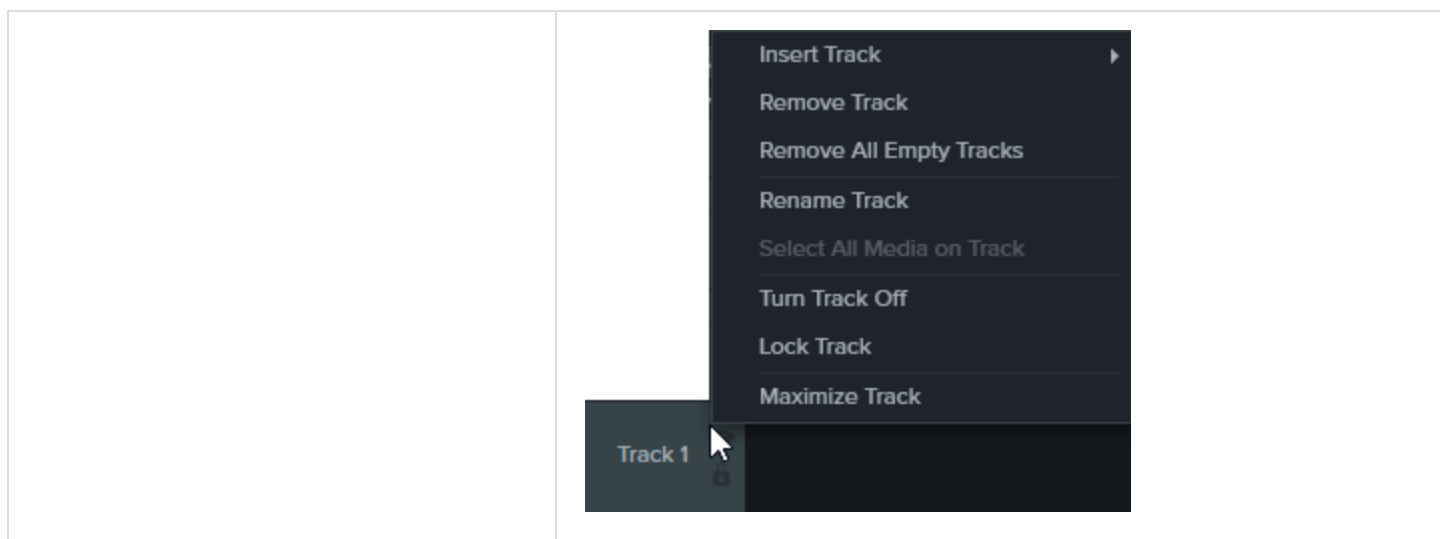 Insert Track
Remove Track
Remove All Empty Tracks
Rename Track
Select All Media on Track
Turn Track Off
Lock Track
Maximize Track
Track 1